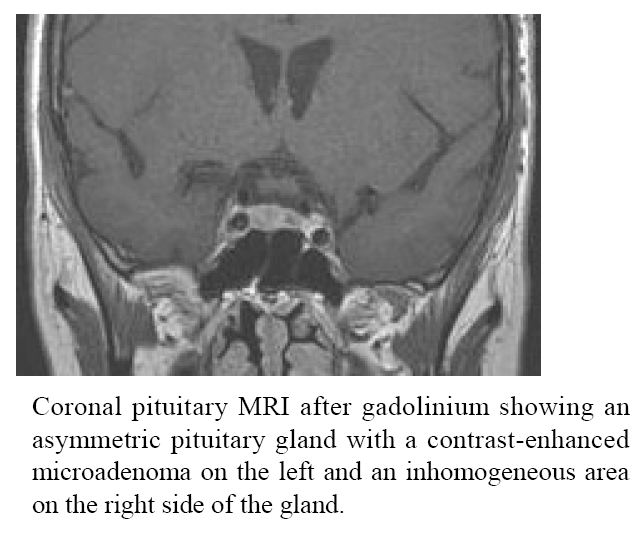 Coronal pituitary MRI after gadolinium showing an
asymmetric pituitary gland with a contrast-enhanced
microadenoma on the left and an inhomogeneous area
on the right side of the gland.